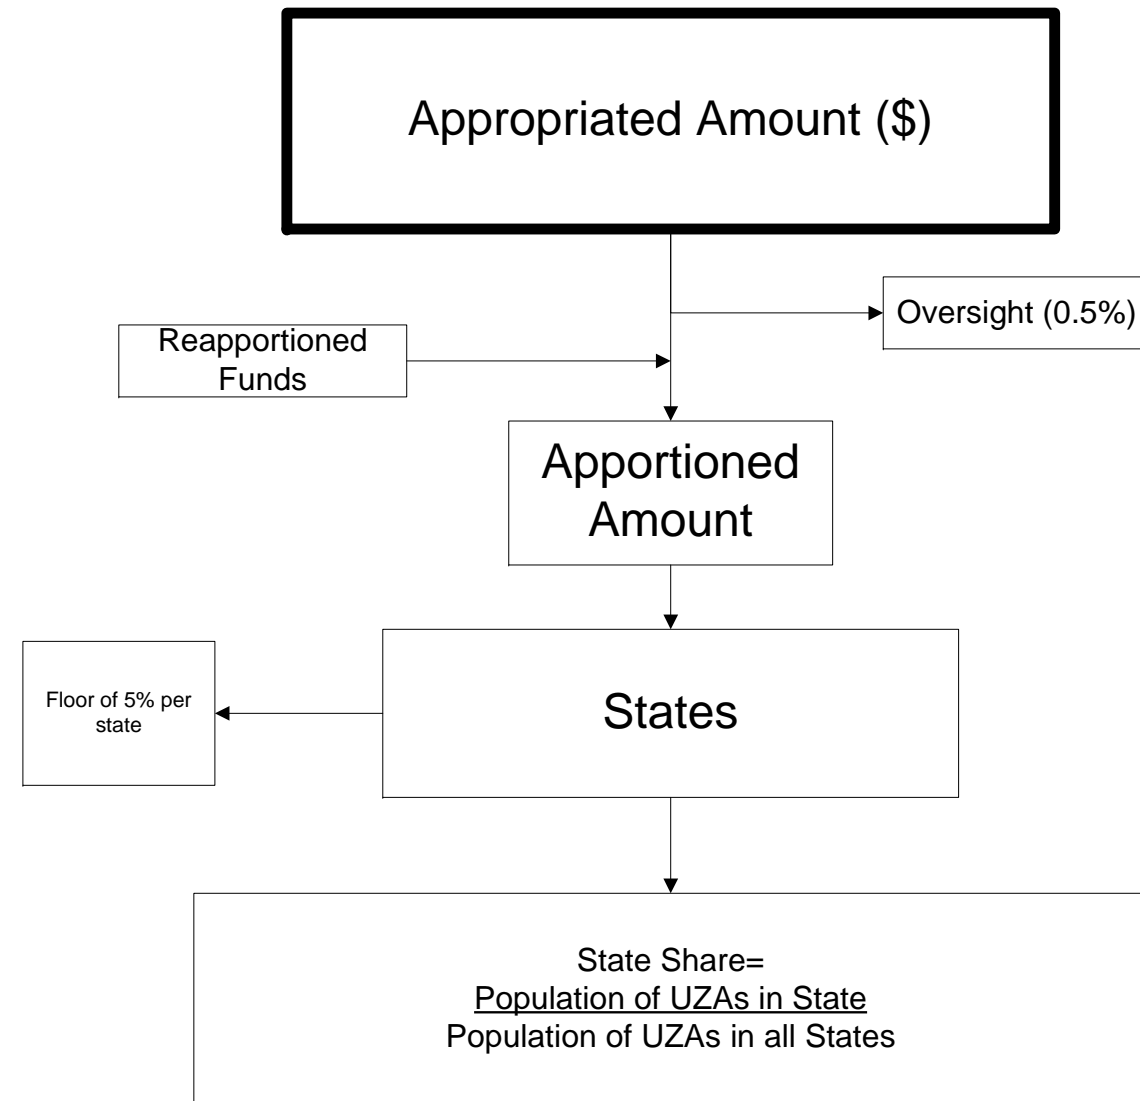 Appropriated Amount ($)
Oversight (0.5%)
Reapportioned
Funds
Apportioned
Amount
States
Floor of 5% per
state
State Share=
Population of UZAs in State
Population of UZAs in all States